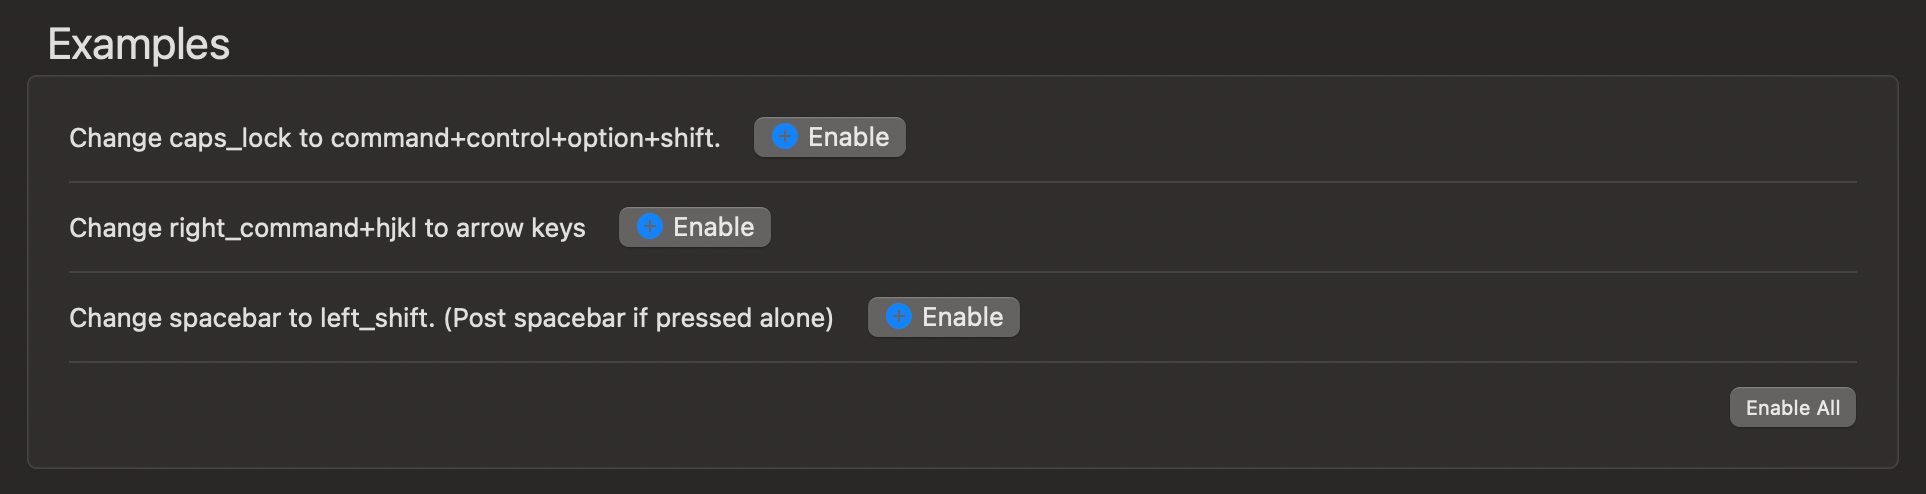 Examples
Change caps_lock to command+control+option+shift. Enable
Change right_command+hjkl to arrow keys Enable
Change spacebar to left_shift. (Post spacebar if pressed alone) Enable
Enable All